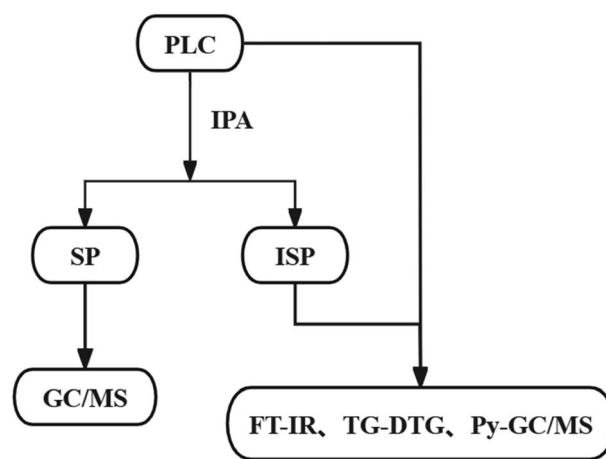 PLC
IPA
SP
ISP
GC/MS
FT-IR、TG-DTG、Py-GC/MS